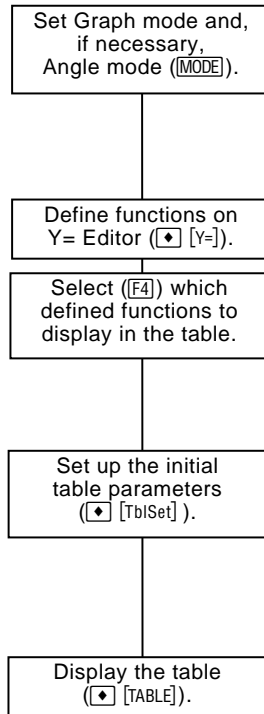 Set Graph mode and,
if necessary,
Angle mode (MODE).
Define functions on
Y= Editor (◆ [Y=]).
Select (F4) which
defined functions to
display in the table.
Set up the initial
table parameters
(◆ [TblSet] ).
Display the table
(◆ [TABLE]).